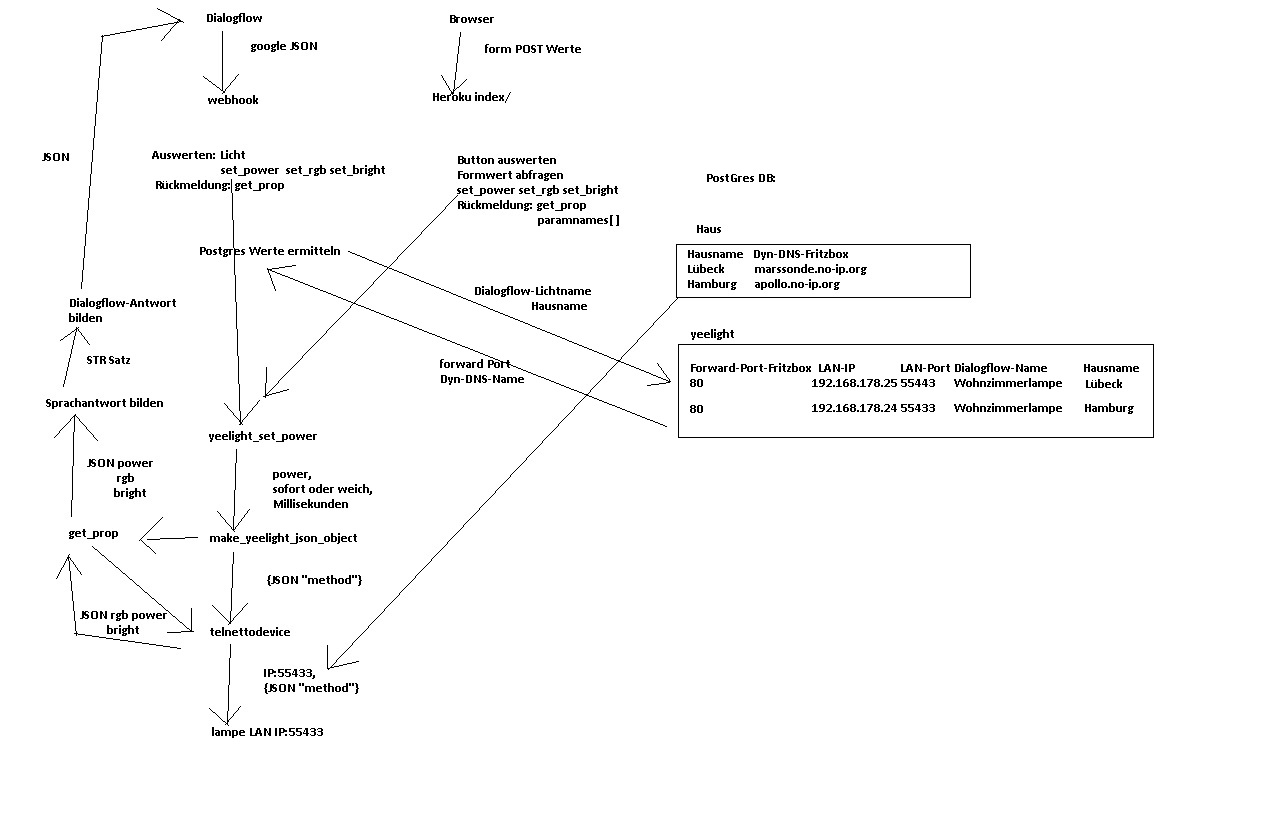 Dialogflow
Browser
google JSON
form POST Werte
webhook
Heroku index/
JSON
Auswerten: Licht
set_power set_rgb set_bright
Rückmeldung: get_prop
Button auswerten
Formwert abfragen
set_power set_rgb set_bright
Rückmeldung: get_prop
paramnames[]
PostGres DB:
Haus
Postgres Werte ermitteln
Hausname Dyn-DNS-Fritzbox
Lübeck marssonde.no-ip.org
Hamburg apollo.no-ip.org
Dialogflow-Lichtname
Hausname
Dialogflow-Antwort
bilden
yeelight
STR Satz
forward Port
Dyn-DNS-Name
Forward-Port-Fritzbox LAN-IP LAN-Port Dialogflow-Name Hausname
80 192.168.178.25 55443 Wohnzimmerlampe Lübeck
80 192.168.178.24 55433 Wohnzimmerlampe Hamburg
Sprachantwort bilden
yeelight_set_power
JSON power
rgb
bright
power,
sofort oder weich,
Millisekunden
get_prop
make_yeelight_json_object
{JSON "method"}
JSON rgb power
bright
telnettodevice
IP:55433,
{JSON "method"}
lampe LAN IP:55433